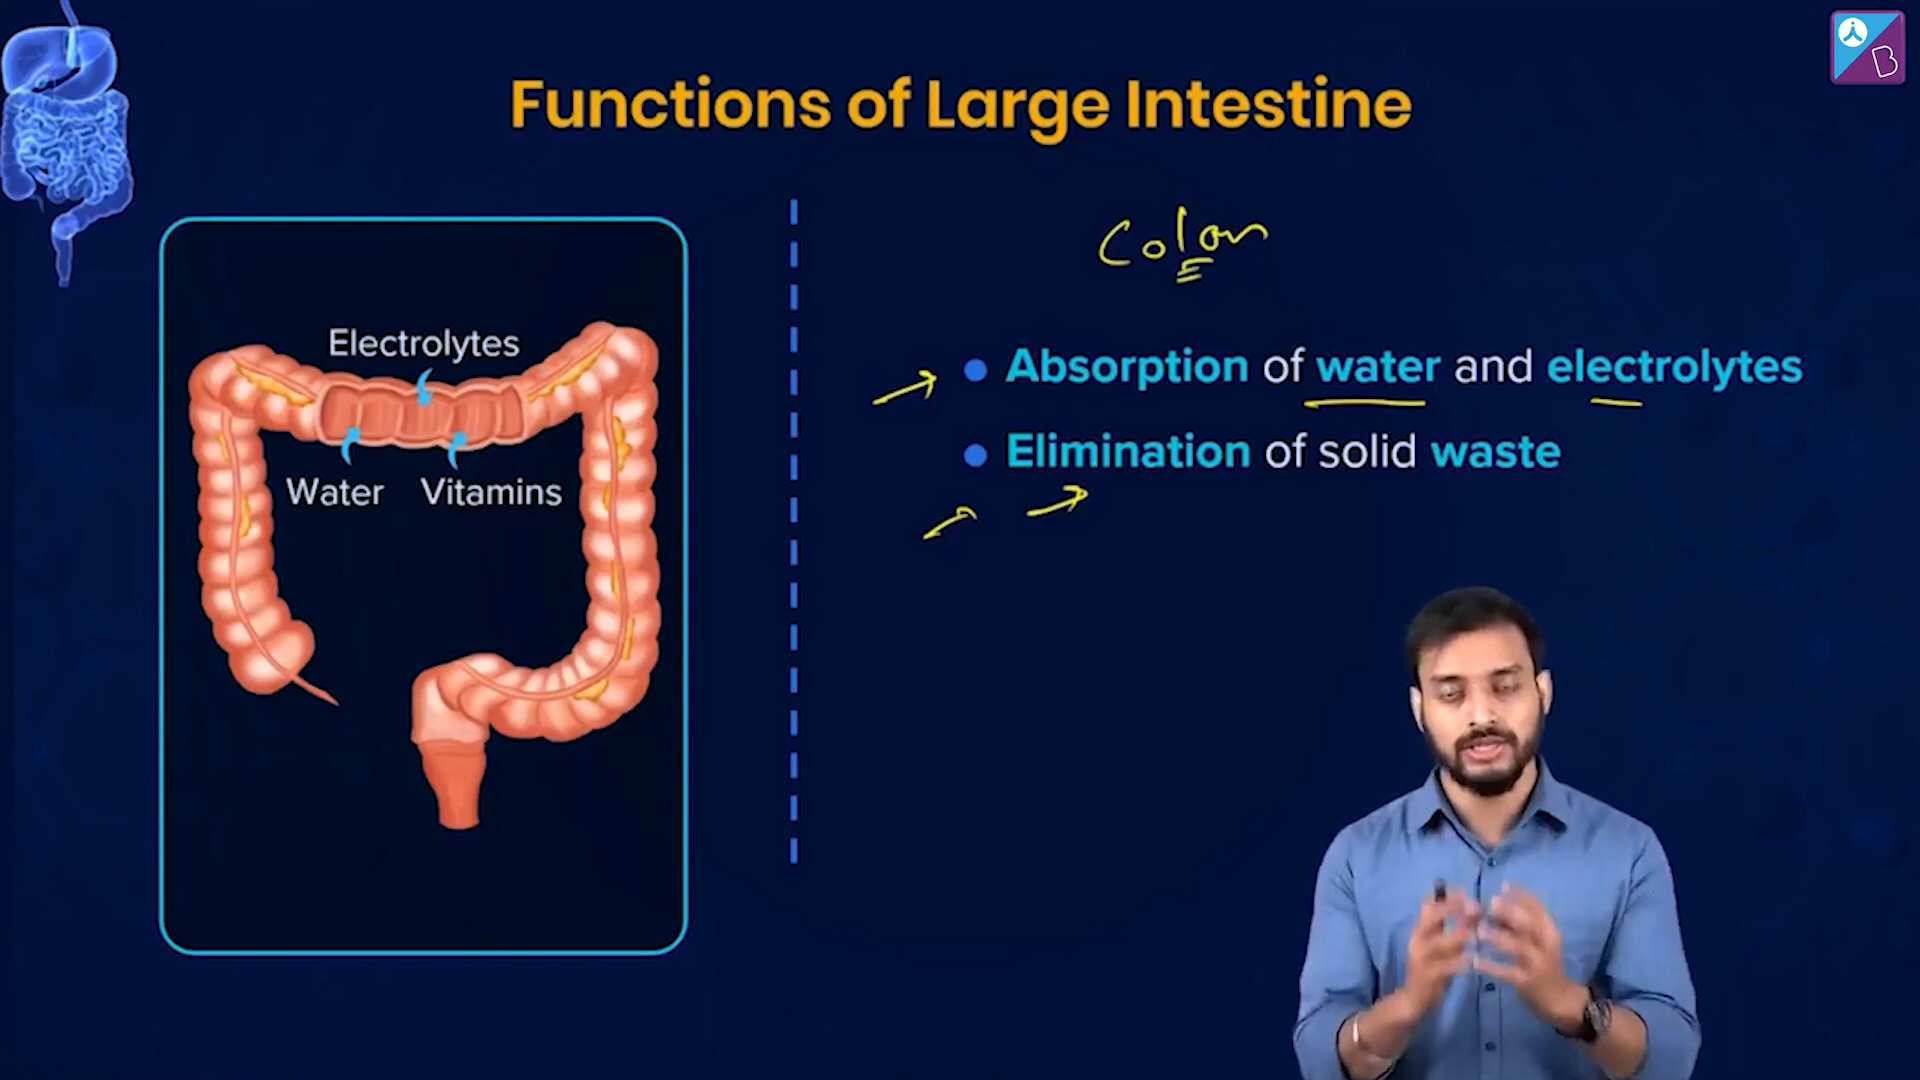 Functions of Large Intestine
Colon
Electrolytes
Water Vitamins
Absorption of water and electrolytes
Elimination of solid waste
B